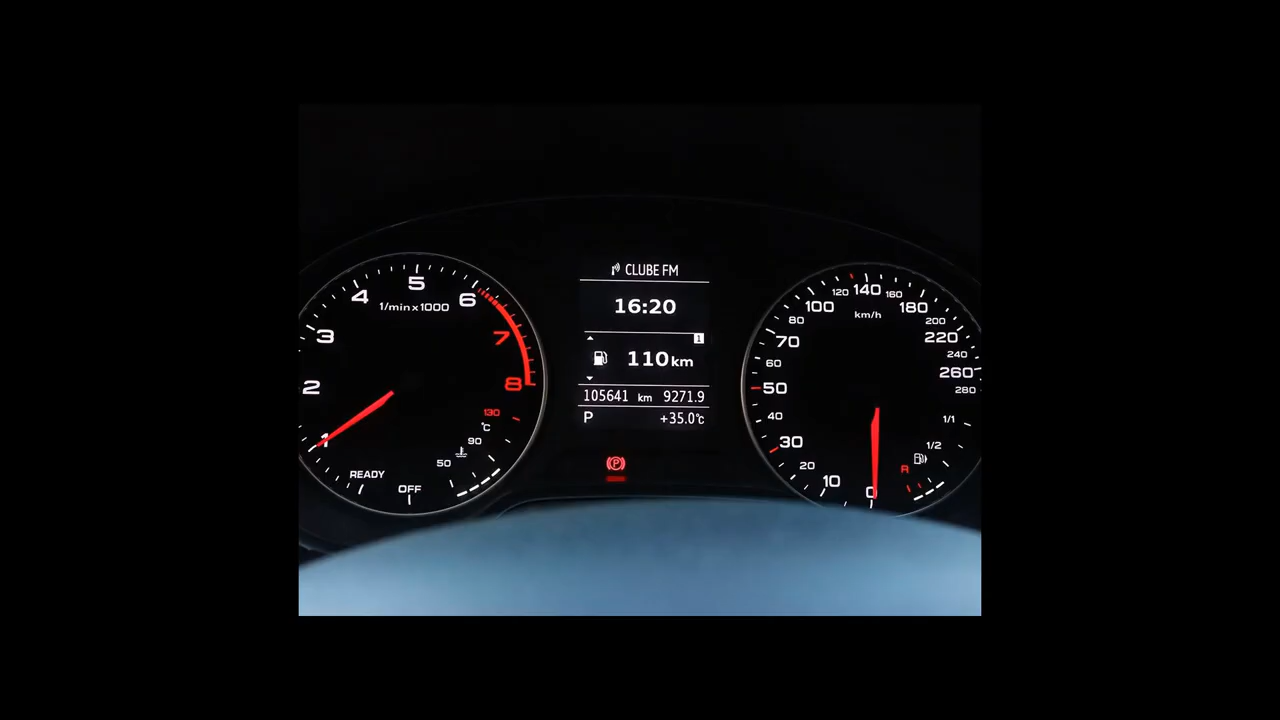 CLUBE FM
16:20
1
110 km
105641 km 9271.9
P +35.0°C
1 2 3 4 5 6 7 8
1/min x 1000
READY
OFF
50 90 130
°C
0 10 20 30 40 50 60 70 80 100 120 140 160 180 200 220 240 260 280
km/h
R 1/2 1/1
(P)